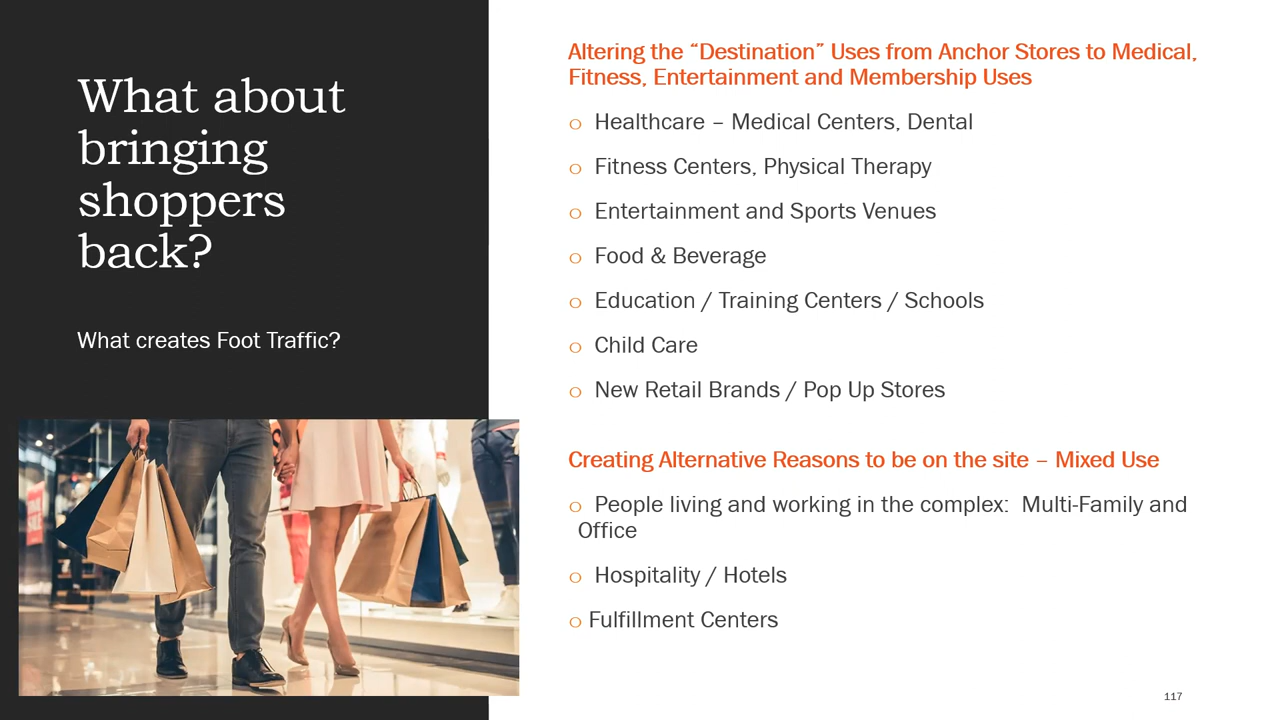 What about
bringing
shoppers
back?
What creates Foot Traffic?
Altering the “Destination” Uses from Anchor Stores to Medical,
Fitness, Entertainment and Membership Uses
o Healthcare – Medical Centers, Dental
o Fitness Centers, Physical Therapy
o Entertainment and Sports Venues
o Food & Beverage
o Education / Training Centers / Schools
o Child Care
o New Retail Brands / Pop Up Stores
Creating Alternative Reasons to be on the site – Mixed Use
o People living and working in the complex:  Multi-Family and
Office
o Hospitality / Hotels
o Fulfillment Centers
117